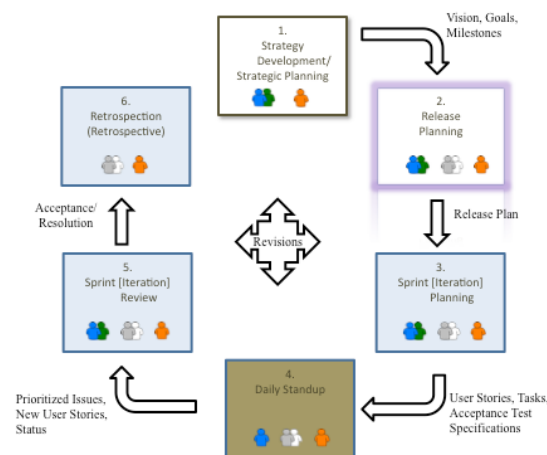 1.
Strategy
Development/
Strategic Planning
Vision, Goals,
Milestones
2.
Release
Planning
Release Plan
3.
Sprint [Iteration]
Planning
User Stories, Tasks,
Acceptance Test
Specifications
4.
Daily Standup
Prioritized Issues,
New User Stories,
Status
5.
Sprint [Iteration]
Review
Acceptance/
Resolution
6.
Retrospection
(Retrospective)
Revisions